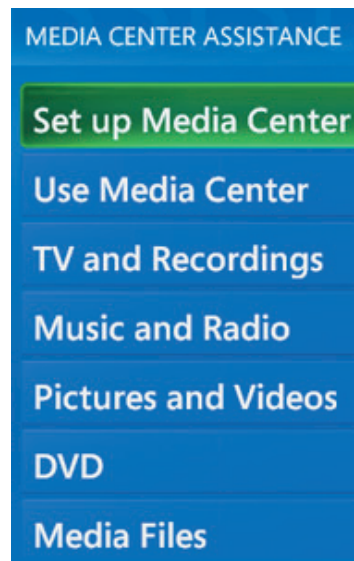 MEDIA CENTER ASSISTANCE
Set up Media Center
Use Media Center
TV and Recordings
Music and Radio
Pictures and Videos
DVD
Media Files